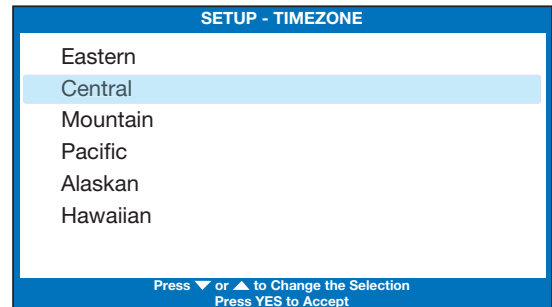 SETUP - TIMEZONE
Eastern
Central
Mountain
Pacific
Alaskan
Hawaiian
Press ▼ or ▲ to Change the Selection
Press YES to Accept